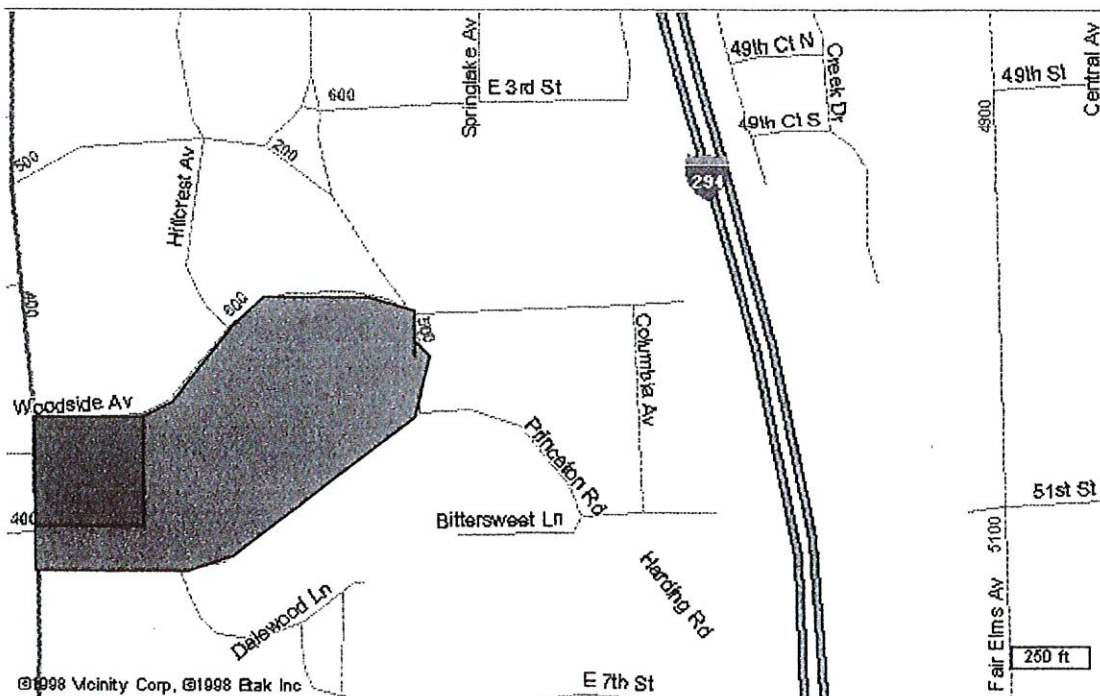 49th Ct N
Creek Dr
Central Av
49th St
Springlake Av
E 3rd St
600
4900
49th Ct S
200
500
294
Hillcrest Av
400
600
500
Columbia Av
Woodside Av
Princeton Rd
51st St
400
Bittersweet Ln
5100
Harding Rd
Dalewood Ln
Fair Elms Av
250 ft
E 7th St
©1998 Vicinity Corp, ©1998 Etak Inc